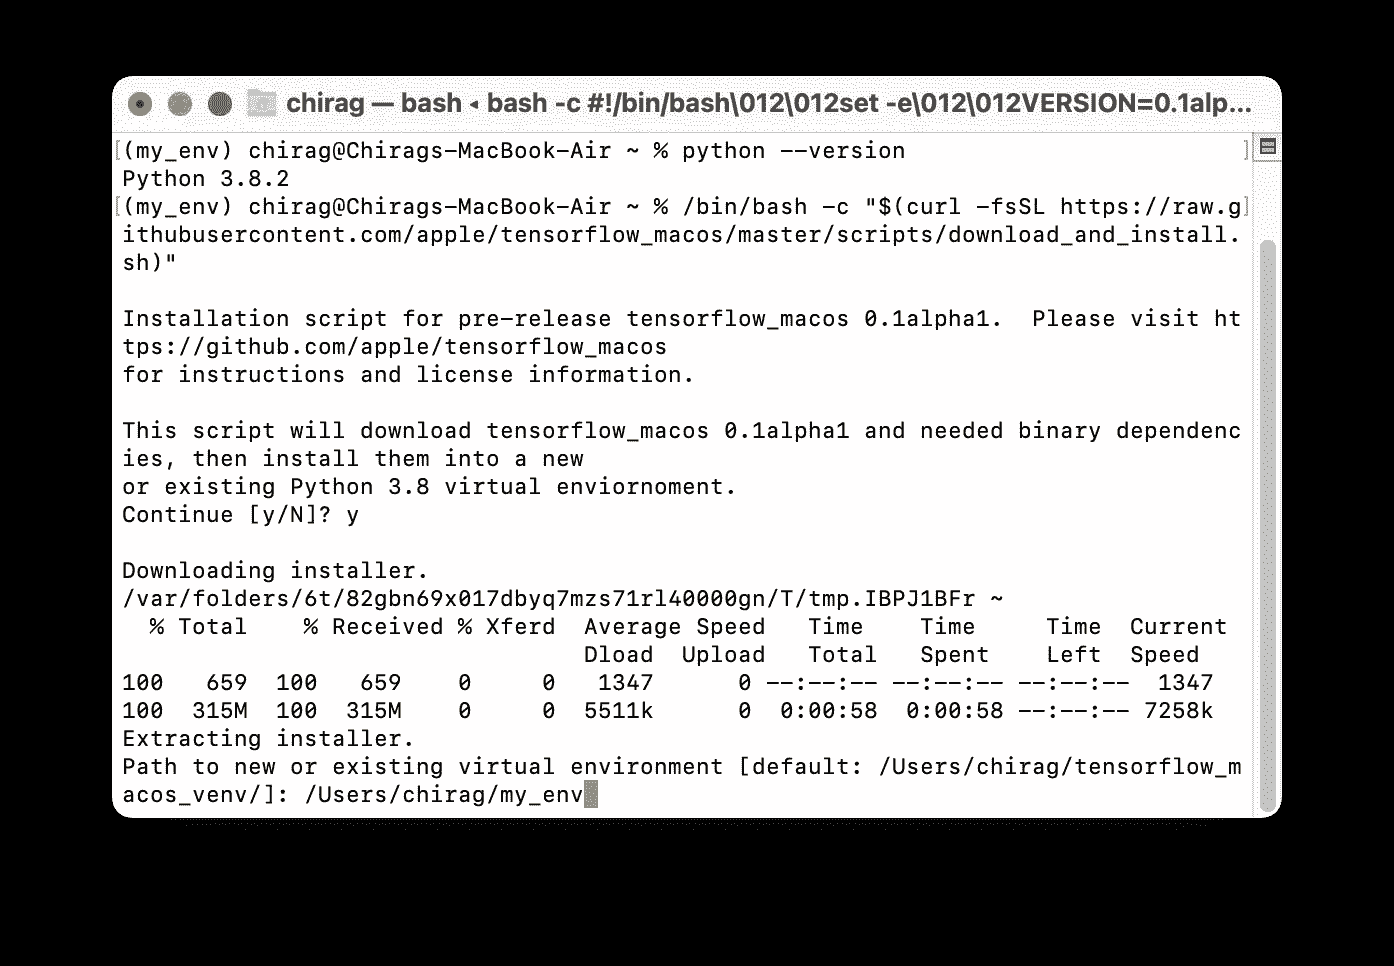 chirag — bash ◂ bash -c #!/bin/bash\012\012set -e\012\012VERSION=0.1alp...
[(my_env) chirag@Chirags-MacBook-Air ~ % python --version ]
Python 3.8.2
[(my_env) chirag@Chirags-MacBook-Air ~ % /bin/bash -c "$(curl -fsSL https://raw.g]
ithubusercontent.com/apple/tensorflow_macos/master/scripts/download_and_install.
sh)"
Installation script for pre-release tensorflow_macos 0.1alpha1.  Please visit ht
tps://github.com/apple/tensorflow_macos
for instructions and license information.
This script will download tensorflow_macos 0.1alpha1 and needed binary dependenc
ies, then install them into a new
or existing Python 3.8 virtual enviornoment.
Continue [y/N]? y
Downloading installer.
/var/folders/6t/82gbn69x017dbyq7mzs71rl40000gn/T/tmp.IBPJ1BFr ~
  % Total    % Received % Xferd  Average Speed   Time    Time     Time  Current
                                 Dload  Upload   Total   Spent    Left  Speed
100   659  100   659    0     0   1347      0 --:--:-- --:--:-- --:--:--  1347
100  315M  100  315M    0     0  5511k      0  0:00:58  0:00:58 --:--:-- 7258k
Extracting installer.
Path to new or existing virtual environment [default: /Users/chirag/tensorflow_m
acos_venv/]: /Users/chirag/my_env